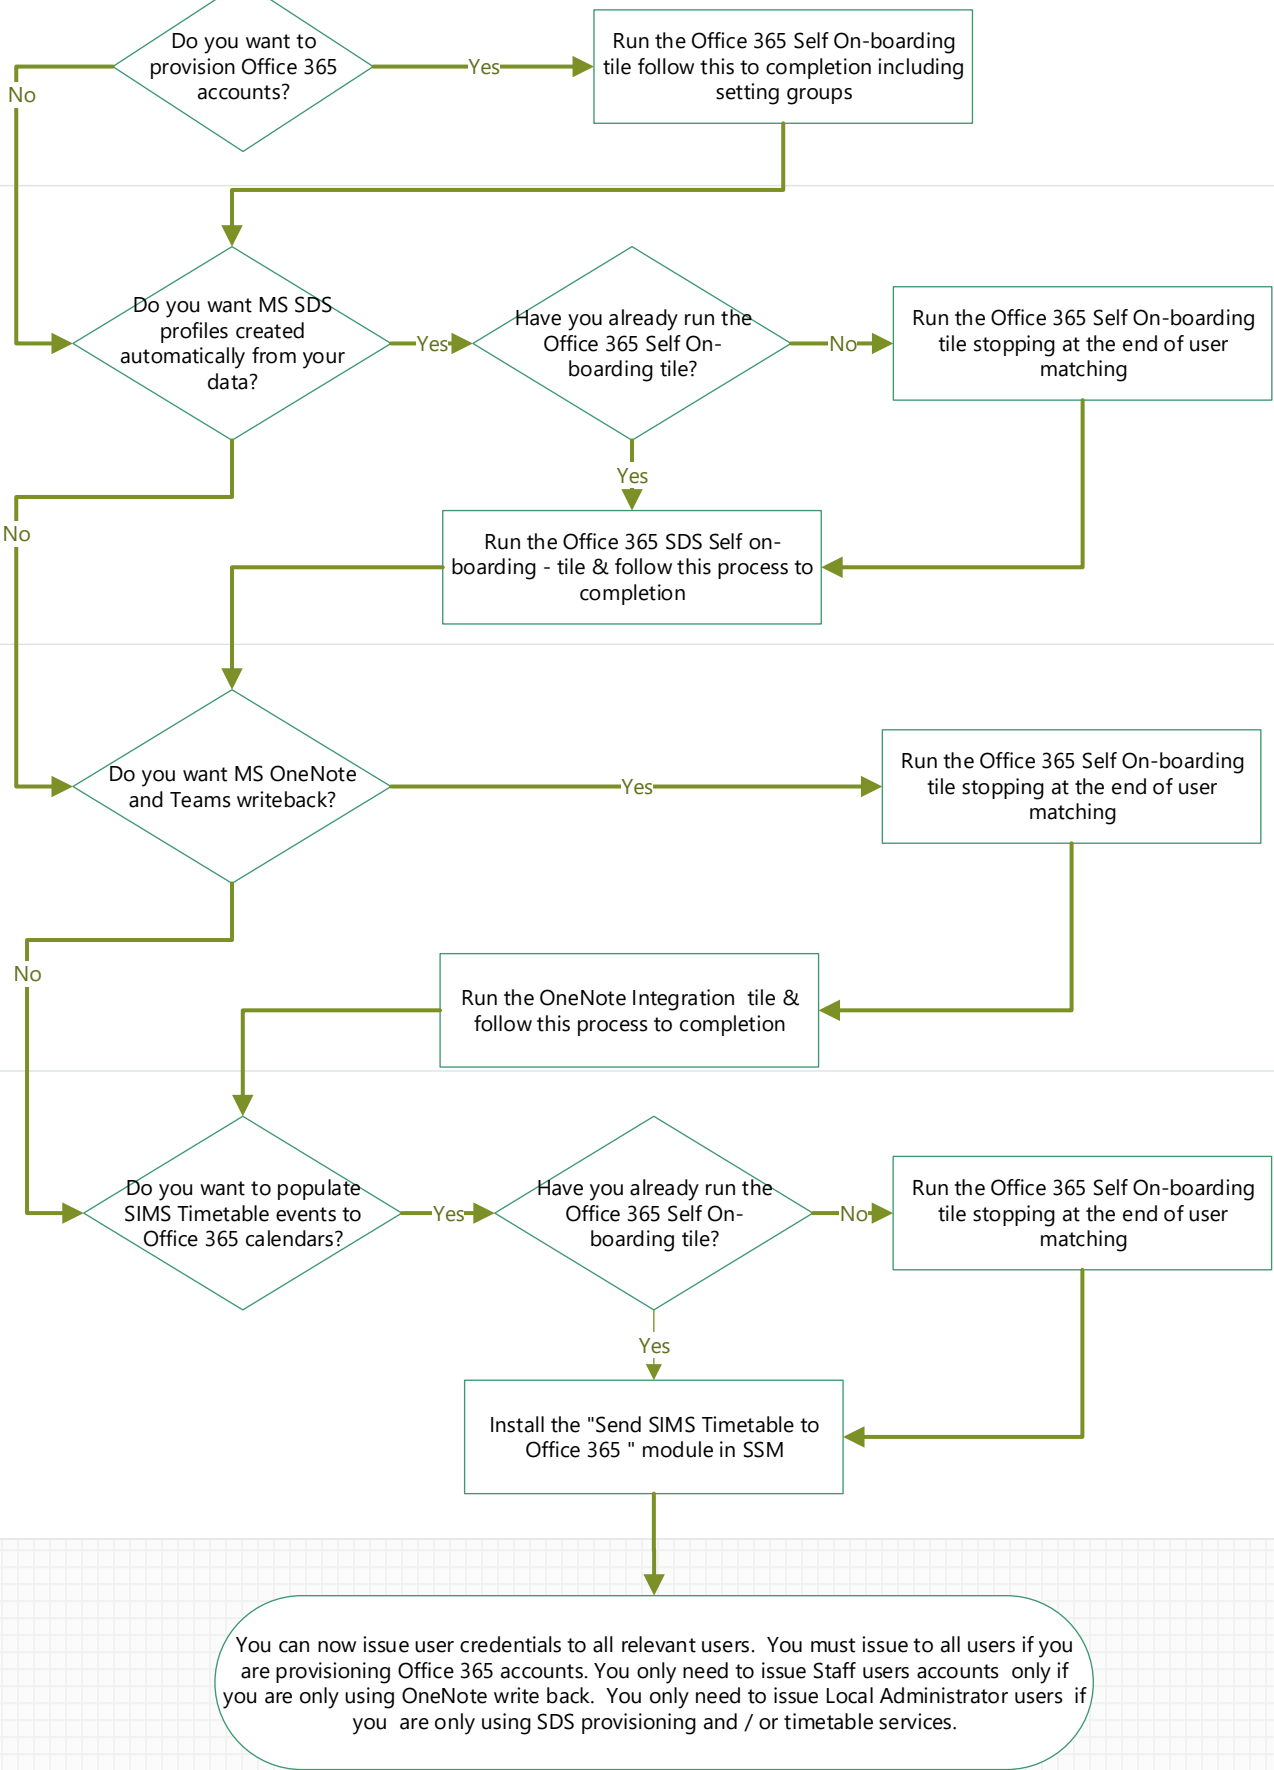 Do you want to
provision Office 365
accounts?
Yes
Run the Office 365 Self On-boarding
tile follow this to completion including
setting groups
No
Do you want MS SDS
profiles created
automatically from your
data?
Yes
Have you already run the
Office 365 Self On-
boarding tile?
No
Run the Office 365 Self On-boarding
tile stopping at the end of user
matching
Yes
No
Run the Office 365 SDS Self on-
boarding - tile & follow this process to
completion
Do you want MS OneNote
and Teams writeback?
Yes
Run the Office 365 Self On-boarding
tile stopping at the end of user
matching
No
Run the OneNote Integration  tile &
follow this process to completion
Do you want to populate
SIMS Timetable events to
Office 365 calendars?
Yes
Have you already run the
Office 365 Self On-
boarding tile?
No
Run the Office 365 Self On-boarding
tile stopping at the end of user
matching
Yes
Install the "Send SIMS Timetable to
Office 365 " module in SSM
You can now issue user credentials to all relevant users.  You must issue to all users if you
are provisioning Office 365 accounts. You only need to issue Staff users accounts  only if
you are only using OneNote write back.  You only need to issue Local Administrator users  if
you  are only using SDS provisioning and / or timetable services.